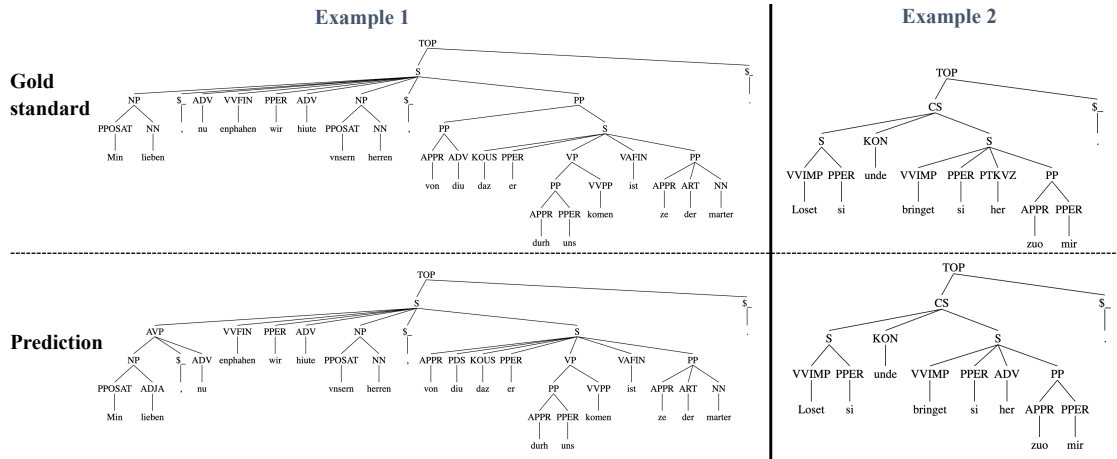 Example 1
Example 2
Gold
standard
TOP
S $_
NP $_ ADV VVFIN PPER ADV NP $_ PP .
PPOSAT NN , nu enphahen wir hiute PPOSAT NN , PP S
Min lieben vnsern herren APPR ADV KOUS PPER VP VAFIN PP
von diu daz er PP VVPP ist APPR ART NN
APPR PPER komen ze der marter
durh uns
TOP
CS $_
S KON S .
VVIMP PPER unde VVIMP PPER PTKVZ PP
Loset si bringet si her APPR PPER
zuo mir
Prediction
TOP
S $_
AVP VVFIN PPER ADV NP $_ S .
NP $_ ADV enphahen wir hiute PPOSAT NN , APPR PDS KOUS PPER VP VAFIN PP
PPOSAT ADJA , nu vnsern herren von diu daz er PP VVPP ist APPR ART NN
Min lieben APPR PPER komen ze der marter
durh uns
TOP
CS $_
S KON S .
VVIMP PPER unde VVIMP PPER ADV PP
Loset si bringet si her APPR PPER
zuo mir